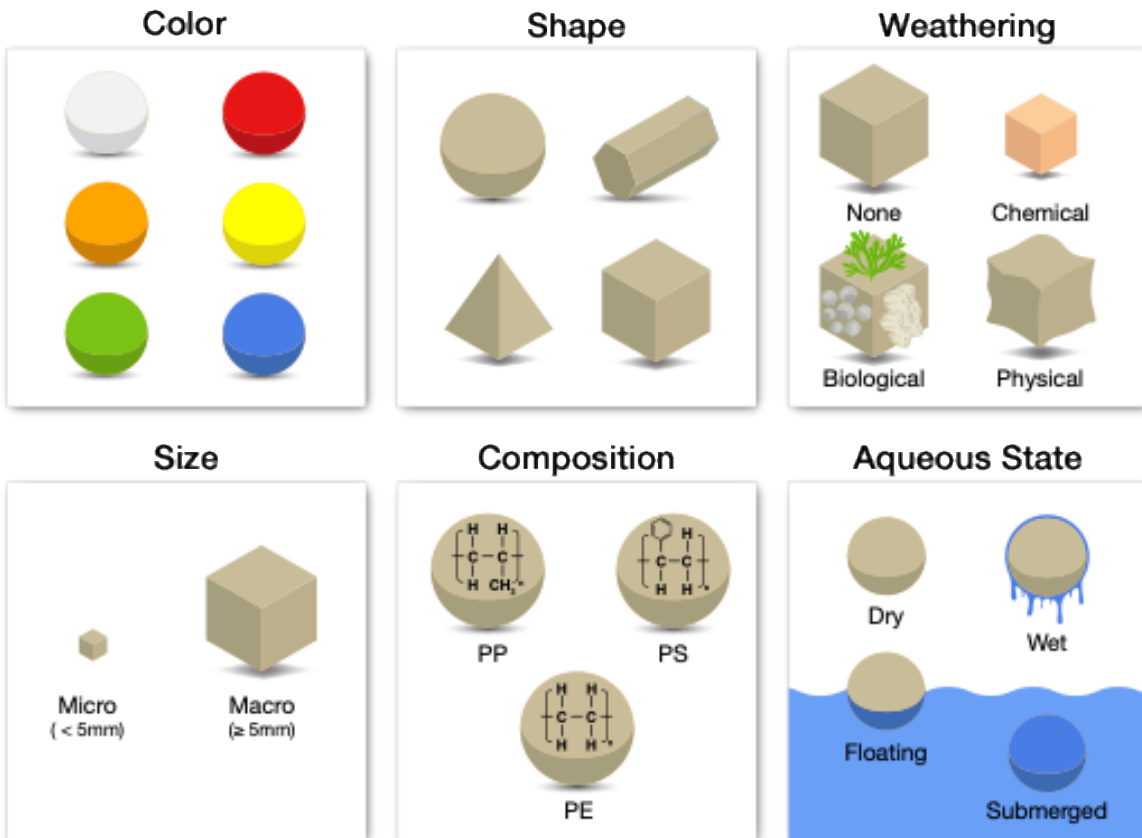 Color
Shape
Weathering
None
Chemical
Biological
Physical
Size
Composition
Aqueous State
Micro
( < 5mm)
Macro
(≥ 5mm)
H H
C C
H CH3 n
PP
H
C C
H H n
PS
H H
C C
H H n
PE
Dry
Wet
Floating
Submerged